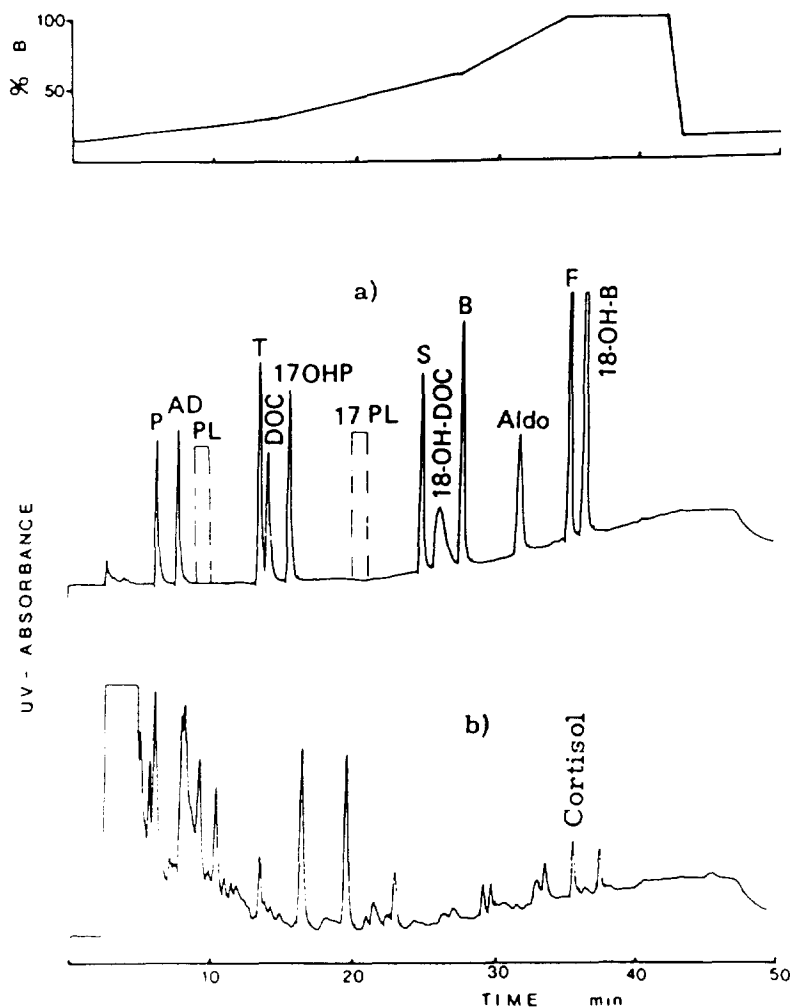 100
% B
50
a)
P
AD
PL
T
DOC
17OHP
17 PL
S
18-OH-DOC
B
Aldo
F
18-OH-B
UV - ABSORBANCE
b)
Cortisol
10
20
30
40
50
TIME min